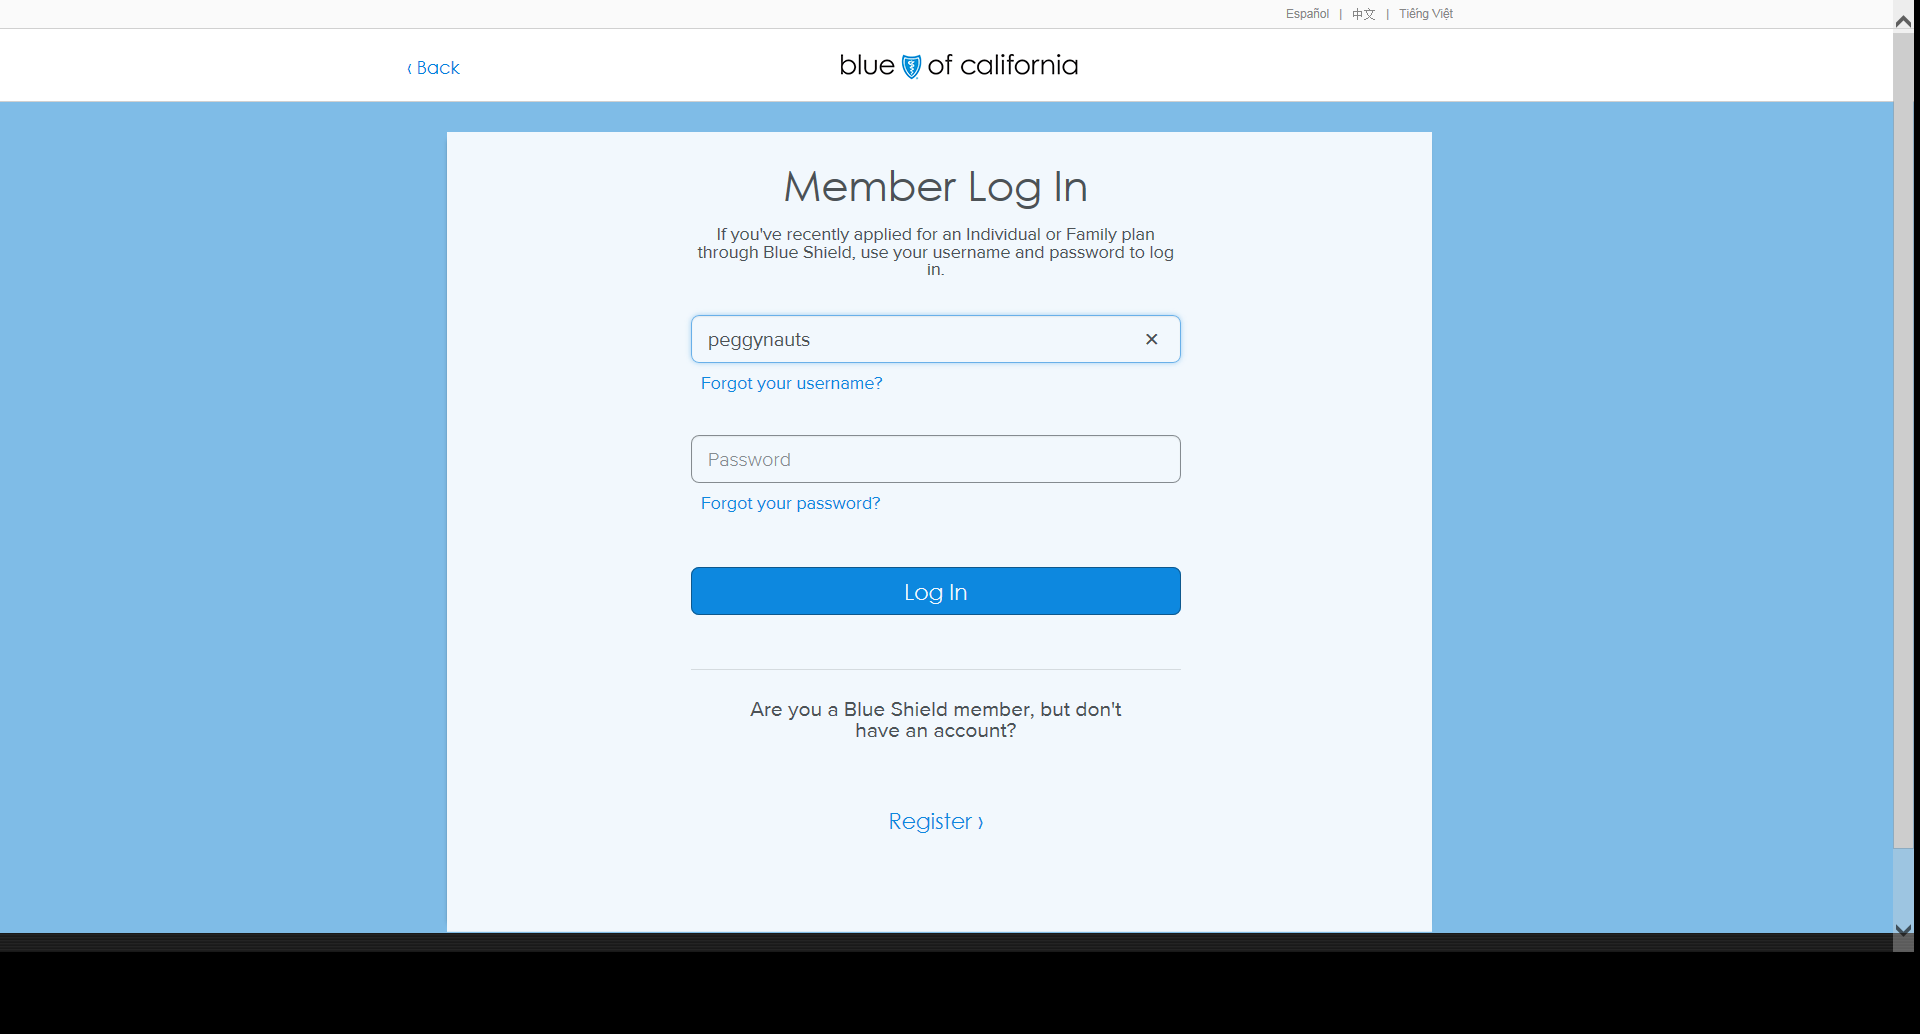 Español | 中文 | Tiếng Việt
‹ Back
blue of california
Member Log In
If you've recently applied for an Individual or Family plan
through Blue Shield, use your username and password to log
in.
peggynauts ✕
Forgot your username?
Password
Forgot your password?
Log In
Are you a Blue Shield member, but don't
have an account?
Register ›